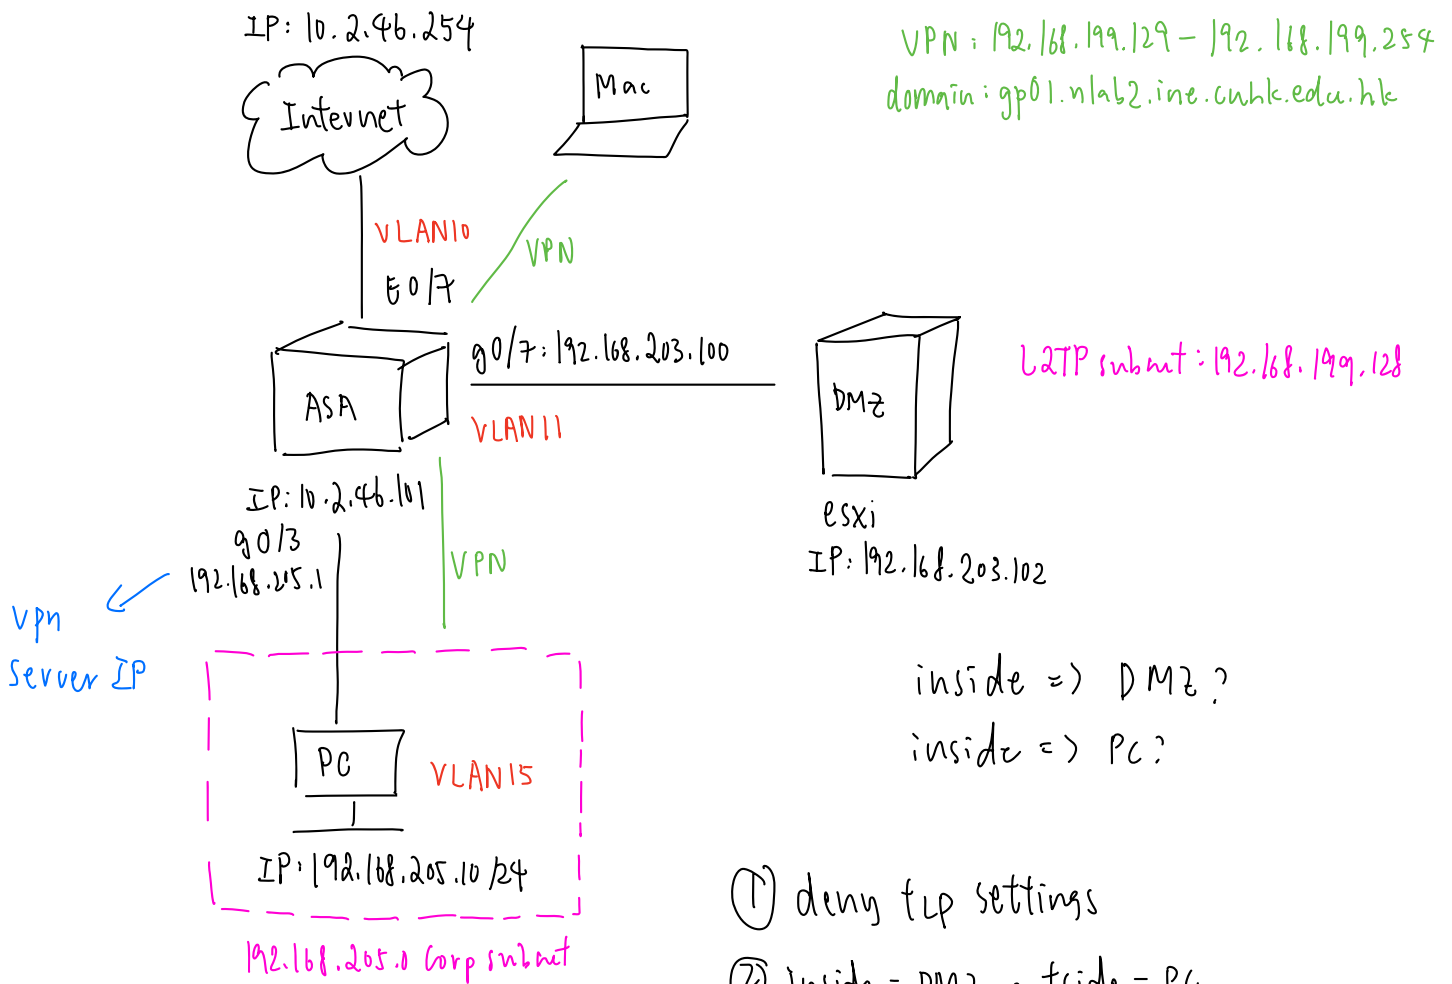 IP: 10.2.46.254
Internet
Mac
VPN: 192.168.199.129 - 192.168.199.254
domain: gp01.nlab2.ine.cuhk.edu.hk
VLAN10
VPN
E0/7
g0/7: 192.168.203.100
ASA
VLAN11
DMZ
L2TP subnet: 192.168.199.128
IP: 10.2.46.101
g0/3
192.168.205.1
VPN
esxi
IP: 192.168.203.102
vpn
server IP
inside => DMZ?
inside => PC?
PC
VLAN15
IP: 192.168.205.10/24
192.168.205.0 Corp subnet
① deny tcp settings
② inside = DMZ
= PC